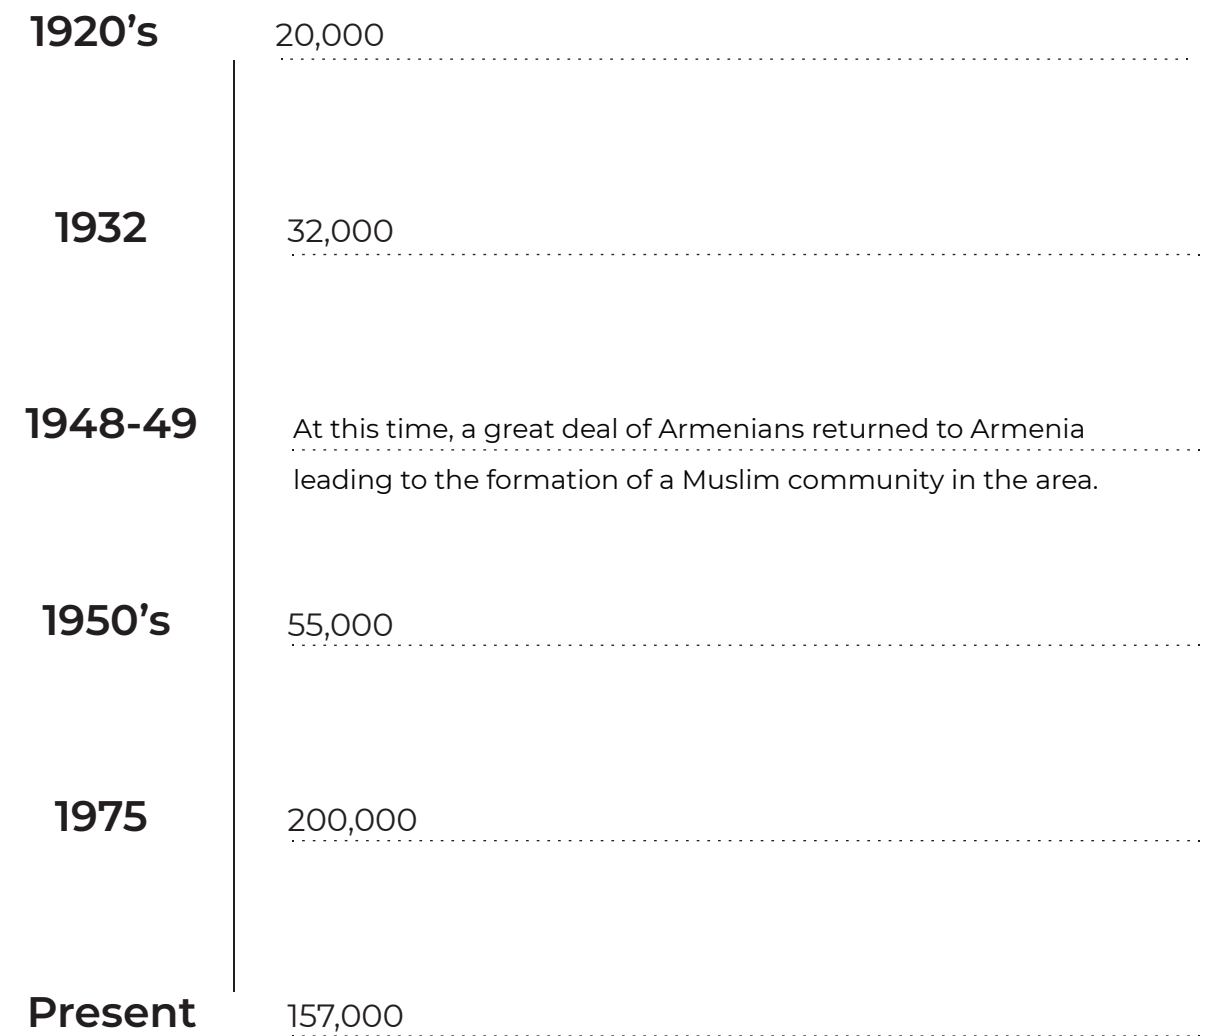 1920’s 20,000
1932 32,000
1948-49 At this time, a great deal of Armenians returned to Armenia
leading to the formation of a Muslim community in the area.
1950’s 55,000
1975 200,000
Present 157,000